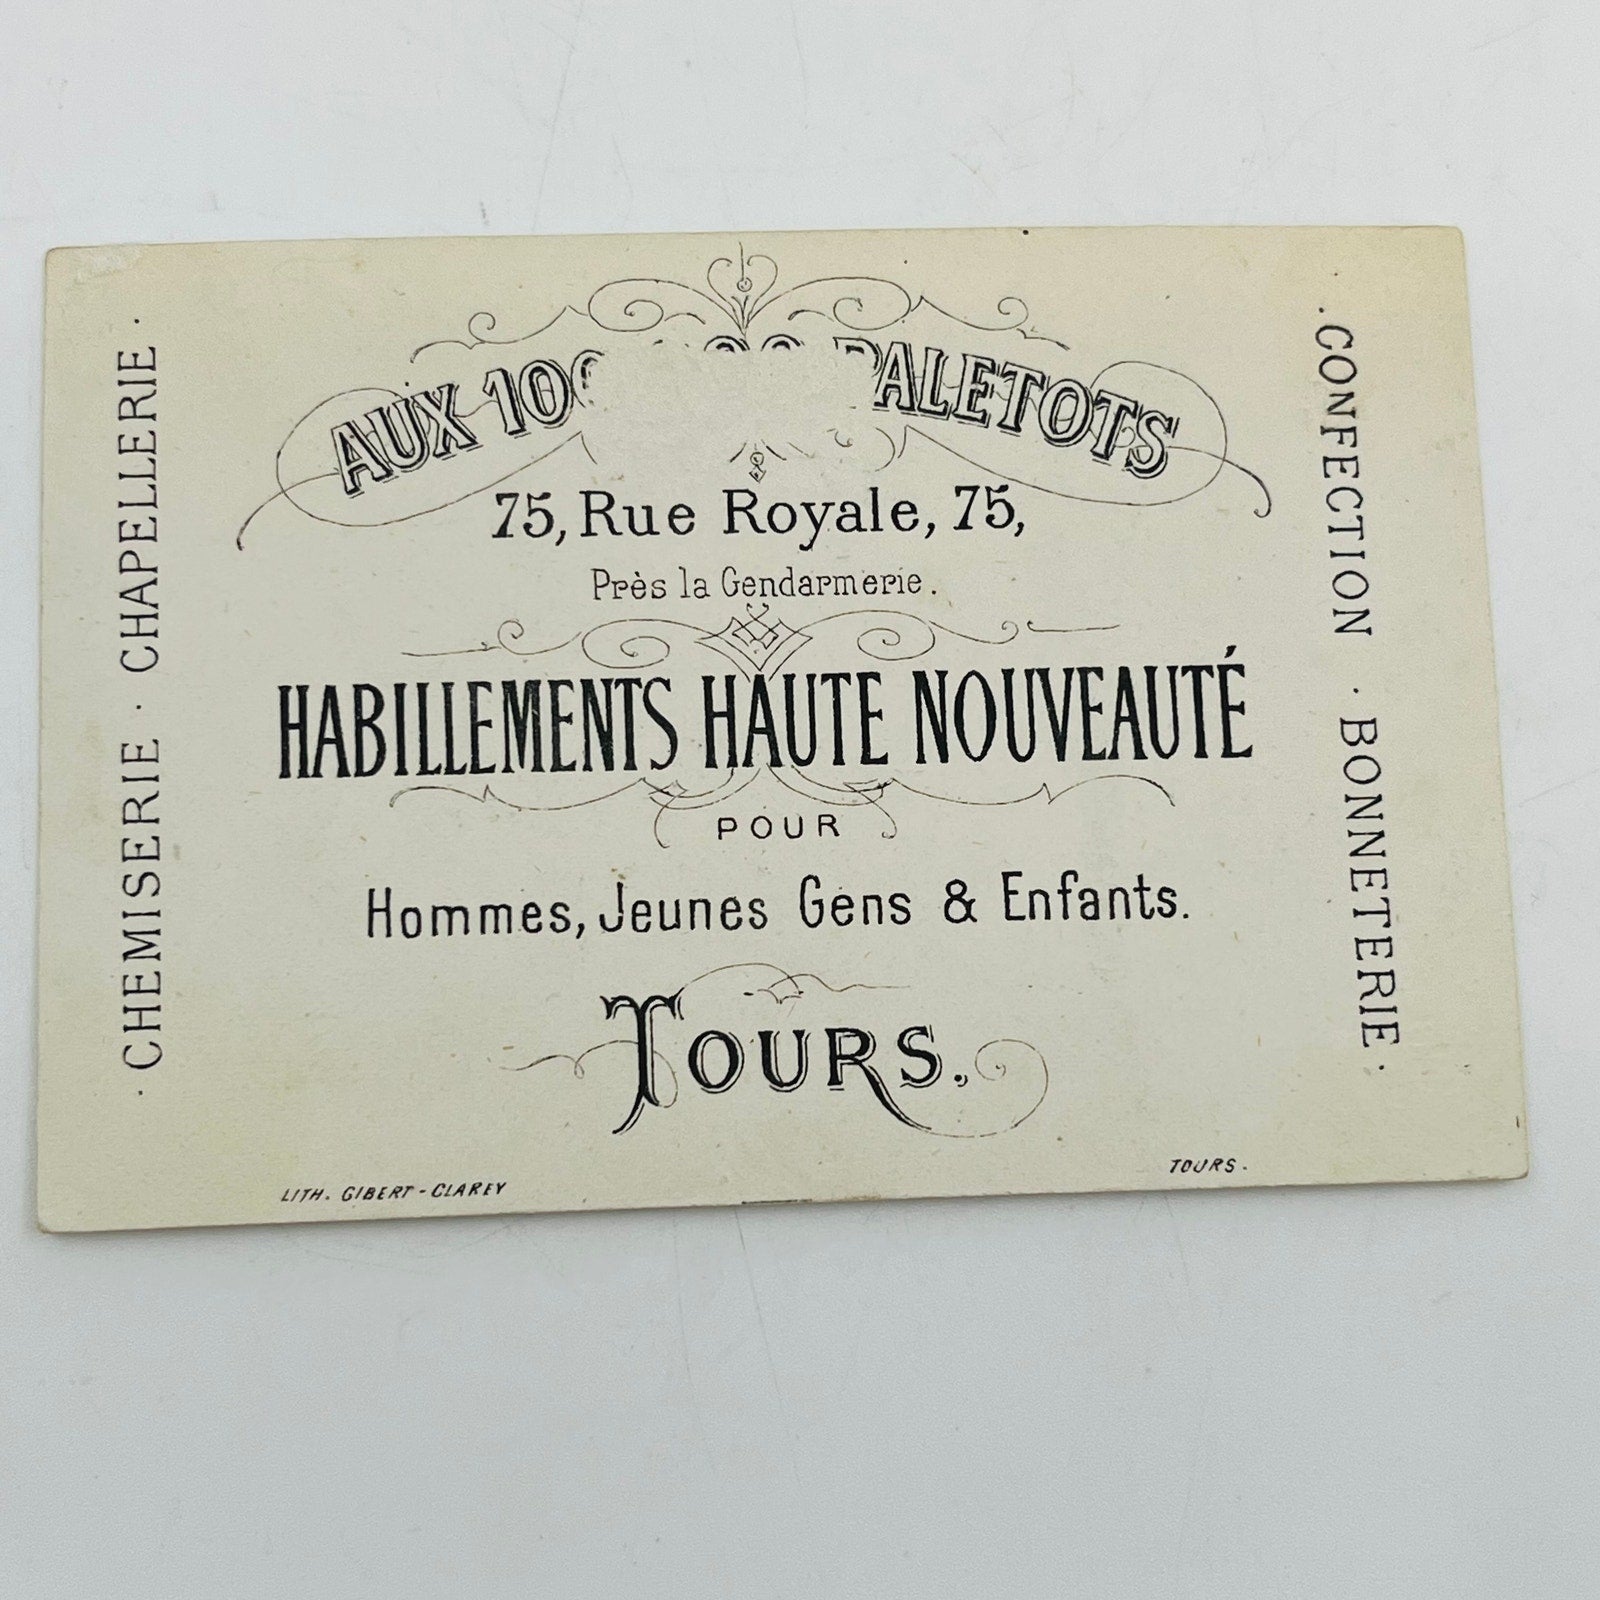 AUX 100 PALETOTS
75, Rue Royale, 75,
Près la Gendarmerie.
HABILLEMENTS HAUTE NOUVEAUTÉ
POUR
Hommes, Jeunes Gens & Enfants.
TOURS.
· CHEMISERIE · CHAPELLERIE ·
· CONFECTION · BONNETERIE ·
LITH. GIBERT-CLAREY
TOURS.